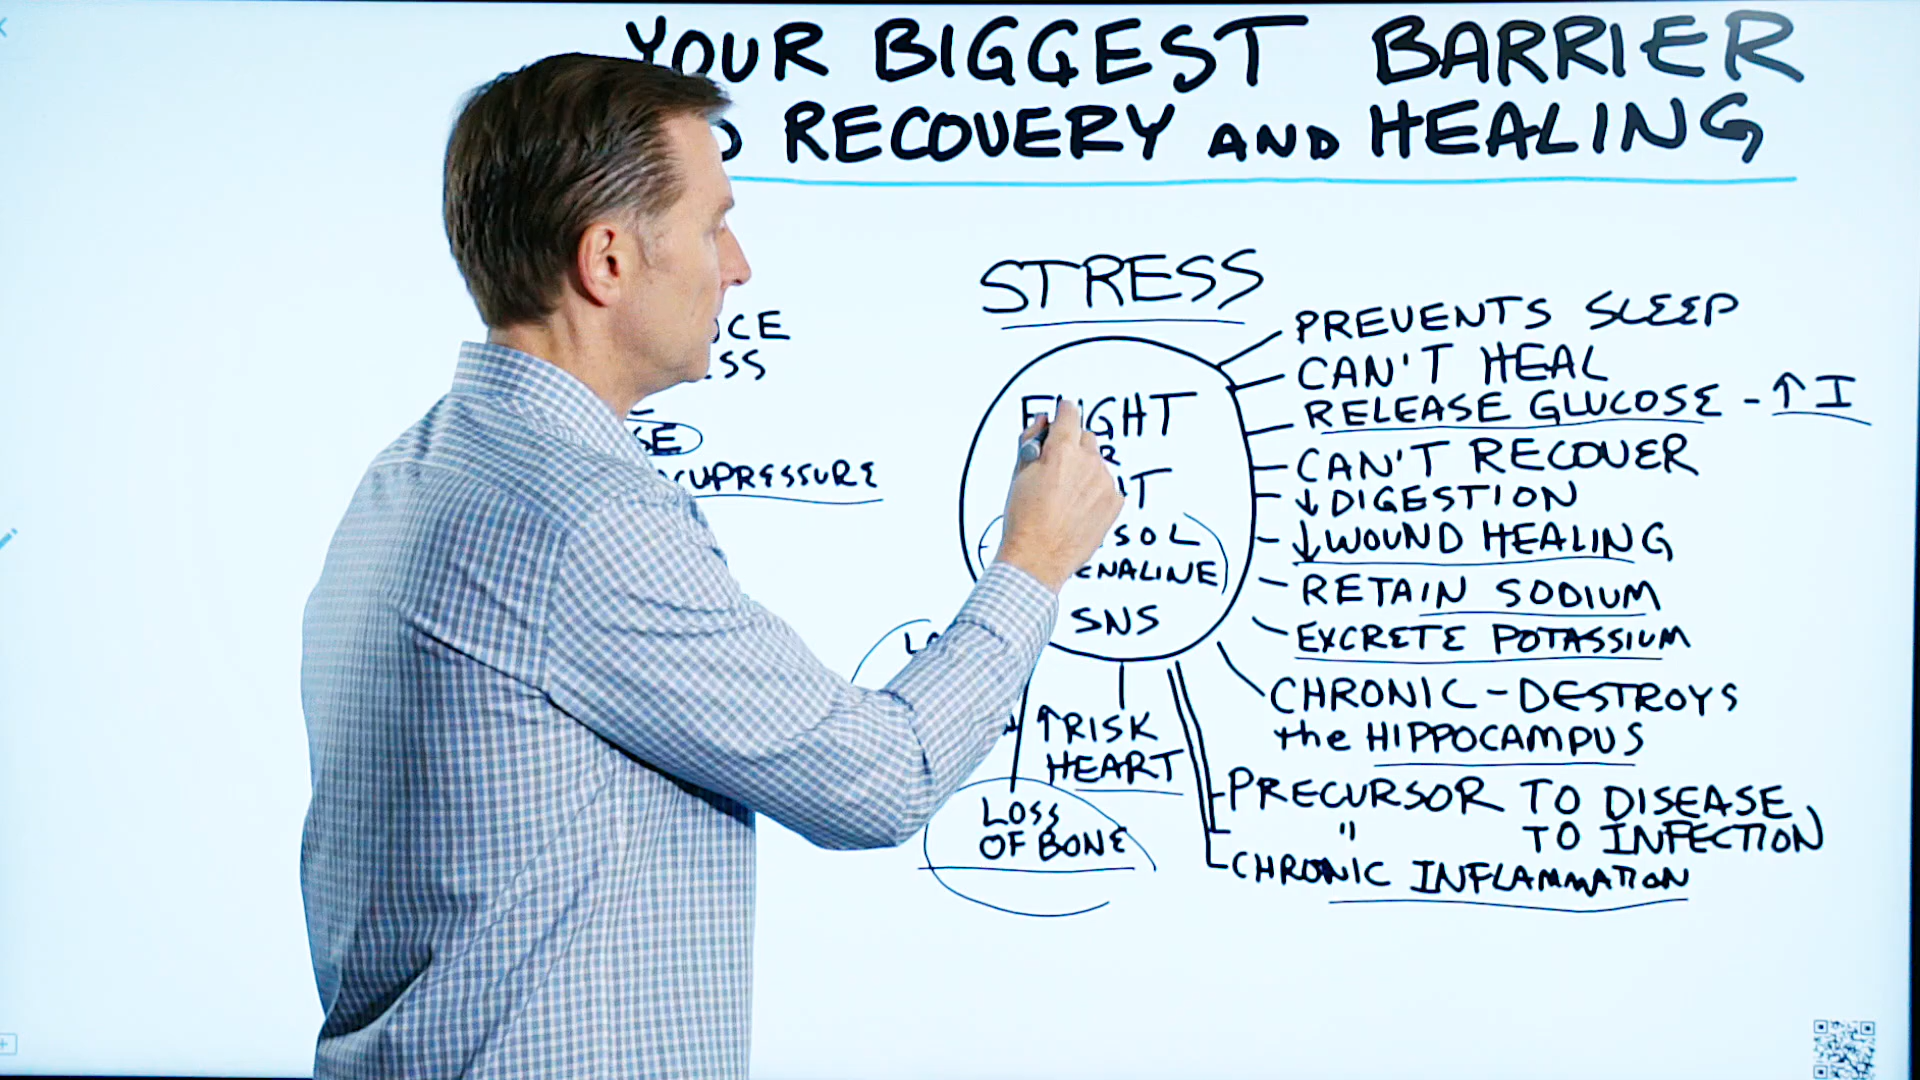 YOUR BIGGEST BARRIER
RECOVERY AND HEALING
STRESS
PREVENTS SLEEP
CAN'T HEAL
RELEASE GLUCOSE - ↑ I
CAN'T RECOVER
↓ DIGESTION
↓ WOUND HEALING
RETAIN SODIUM
EXCRETE POTASSIUM
CHRONIC - DESTROYS
the HIPPOCAMPUS
PRECURSOR TO DISEASE
" TO INFECTION
CHRONIC INFLAMMATION
SNS
↑ RISK
HEART
LOSS
OF BONE